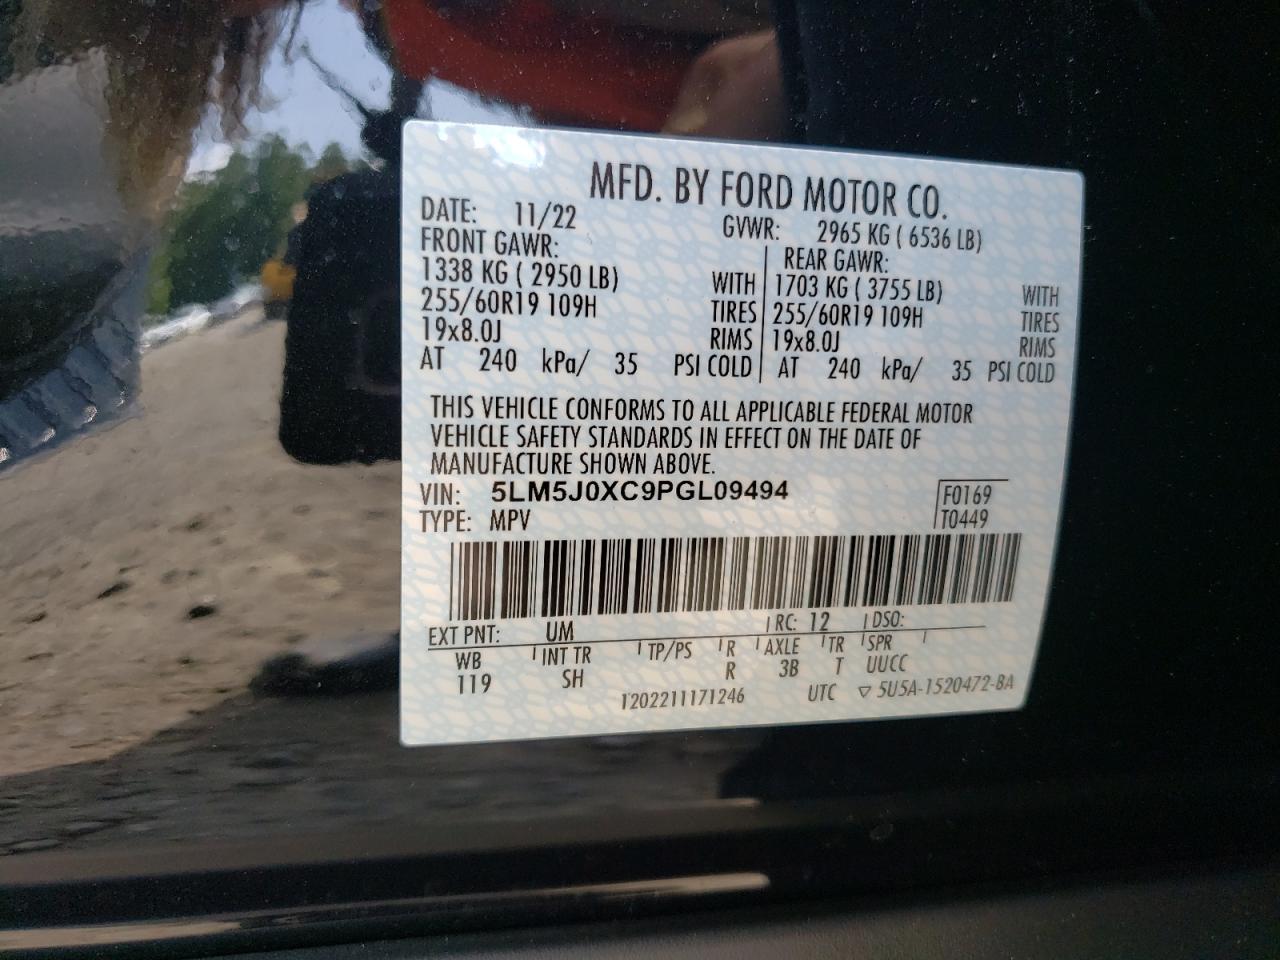 MFD. BY FORD MOTOR CO.
DATE: 11/22 GVWR: 2965 KG ( 6536 LB)
FRONT GAWR: REAR GAWR:
1338 KG ( 2950 LB) WITH 1703 KG ( 3755 LB) WITH
255/60R19 109H TIRES 255/60R19 109H TIRES
19x8.0J RIMS 19x8.0J RIMS
AT 240 kPa/ 35 PSI COLD AT 240 kPa/ 35 PSI COLD
THIS VEHICLE CONFORMS TO ALL APPLICABLE FEDERAL MOTOR
VEHICLE SAFETY STANDARDS IN EFFECT ON THE DATE OF
MANUFACTURE SHOWN ABOVE.
VIN: 5LM5J0XC9PGL09494 F0169
TYPE: MPV T0449
EXT PNT: UM RC: 12 DSO:
WB INT TR TP/PS R AXLE TR SPR
119 SH R 3B T UUCC
1202211171246 UTC ▽ 5U5A-1520472-BA